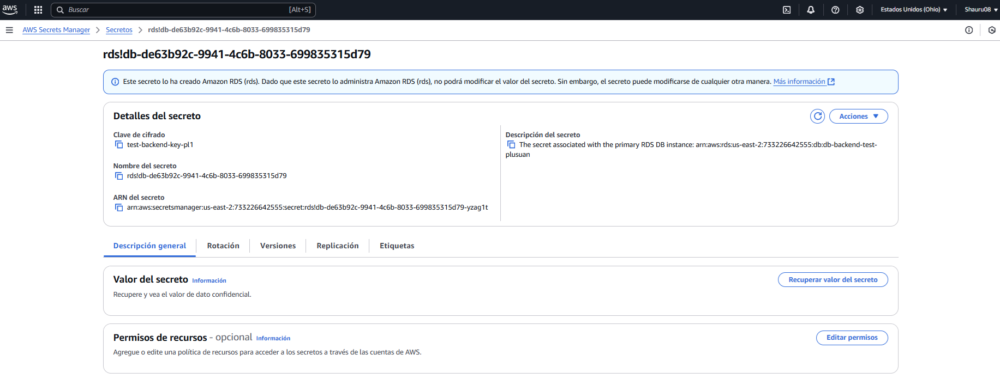 aws
Buscar
[Alt+S]
Estados Unidos (Ohio)
Shauru08
AWS Secrets Manager
Secretos
rds!db-de63b92c-9941-4c6b-8033-699835315d79
rds!db-de63b92c-9941-4c6b-8033-699835315d79
Este secreto lo ha creado Amazon RDS (rds). Dado que este secreto lo administra Amazon RDS (rds), no podrá modificar el valor del secreto. Sin embargo, el secreto puede modificarse de cualquier otra manera. Más información
Detalles del secreto
Acciones
Clave de cifrado
test-backend-key-pl1
Nombre del secreto
rds!db-de63b92c-9941-4c6b-8033-699835315d79
ARN del secreto
arn:aws:secretsmanager:us-east-2:733226642555:secret:rds!db-de63b92c-9941-4c6b-8033-699835315d79-yzag1t
Descripción del secreto
The secret associated with the primary RDS DB instance: arn:aws:rds:us-east-2:733226642555:db:db-backend-test-
plusuan
Descripción general
Rotación
Versiones
Replicación
Etiquetas
Valor del secreto Información
Recuperar valor del secreto
Recupere y vea el valor de dato confidencial.
Permisos de recursos - opcional Información
Editar permisos
Agregue o edite una política de recursos para acceder a los secretos a través de las cuentas de AWS.